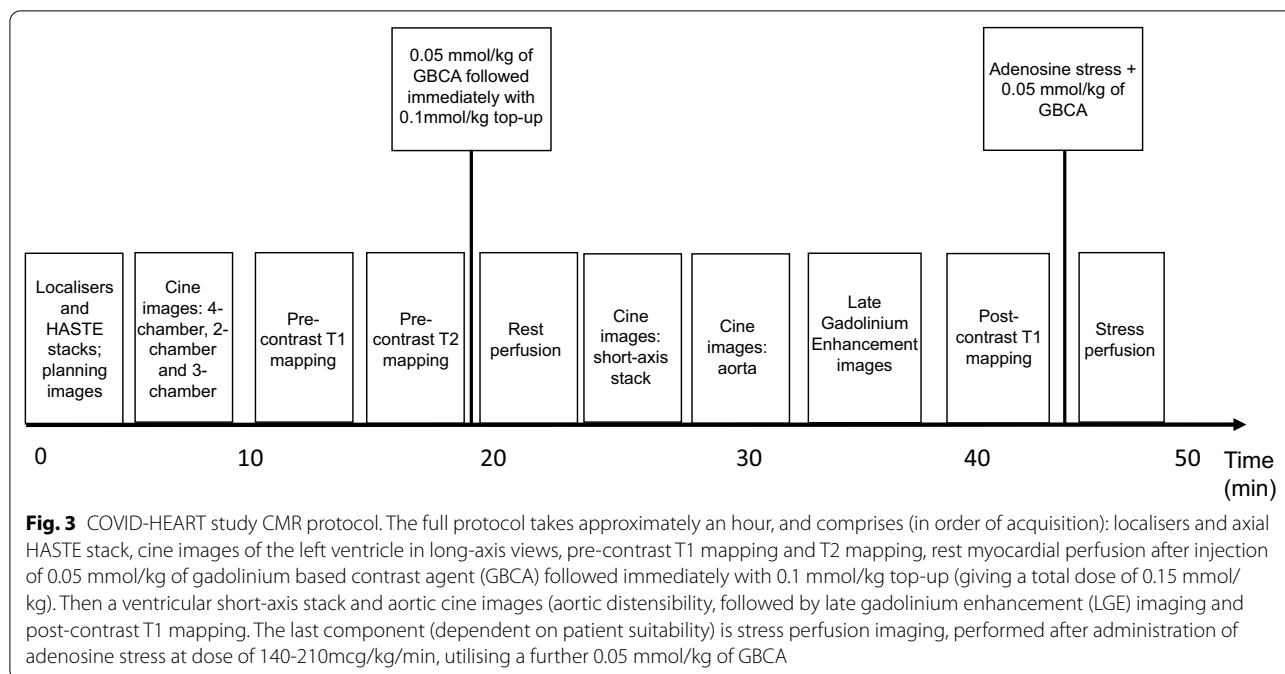 0.05 mmol/kg of
GBCA followed
immediately with
0.1mmol/kg top-up
Adenosine stress +
0.05 mmol/kg of
GBCA
Localisers
and
HASTE
stacks;
planning
images
Cine
images: 4-
chamber, 2-
chamber
and 3-
chamber
Pre-
contrast T1
mapping
Pre-
contrast T2
mapping
Rest
perfusion
Cine
images:
short-axis
stack
Cine
images:
aorta
Late
Gadolinium
Enhancement
images
Post-
contrast T1
mapping
Stress
perfusion
0
10
20
30
40
50
Time
(min)
Fig. 3 COVID-HEART study CMR protocol. The full protocol takes approximately an hour, and comprises (in order of acquisition): localisers and axial
HASTE stack, cine images of the left ventricle in long-axis views, pre-contrast T1 mapping and T2 mapping, rest myocardial perfusion after injection
of 0.05 mmol/kg of gadolinium based contrast agent (GBCA) followed immediately with 0.1 mmol/kg top-up (giving a total dose of 0.15 mmol/
kg). Then a ventricular short-axis stack and aortic cine images (aortic distensibility, followed by late gadolinium enhancement (LGE) imaging and
post-contrast T1 mapping. The last component (dependent on patient suitability) is stress perfusion imaging, performed after administration of
adenosine stress at dose of 140-210mcg/kg/min, utilising a further 0.05 mmol/kg of GBCA